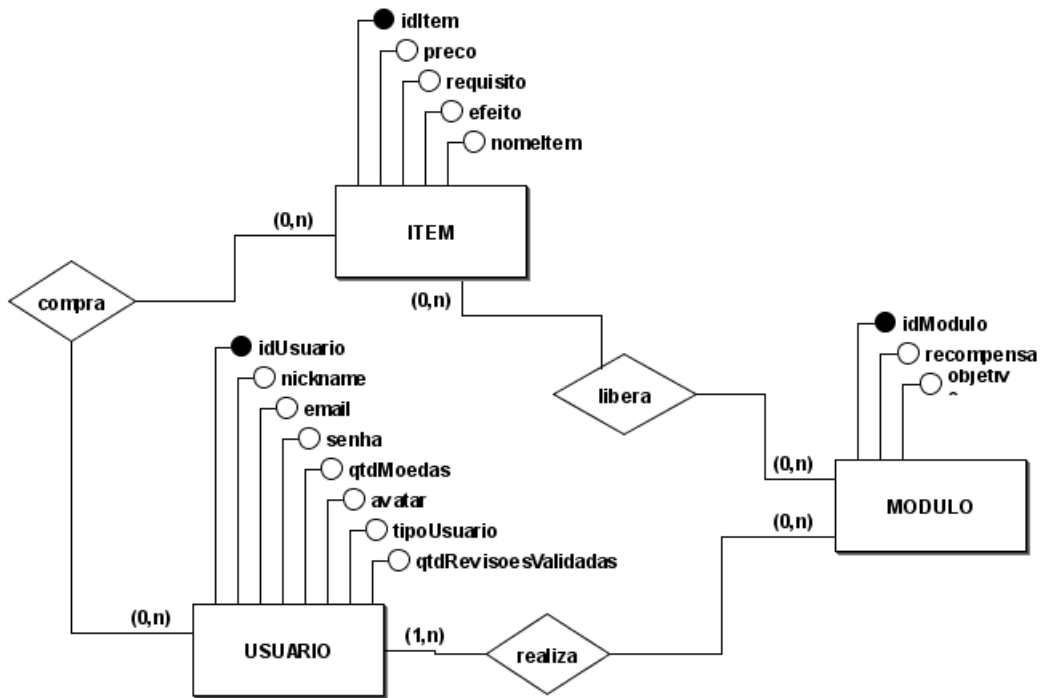 idItem
preco
requisito
efeito
nomeItem
(0,n)
ITEM
compra
(0,n)
idUsuario
nickname
email
senha
qtdMoedas
avatar
tipoUsuario
qtdRevisoesValidadas
libera
idModulo
recompensa
(0,n)
MODULO
(0,n)
(0,n)
USUARIO
(1,n)
realiza